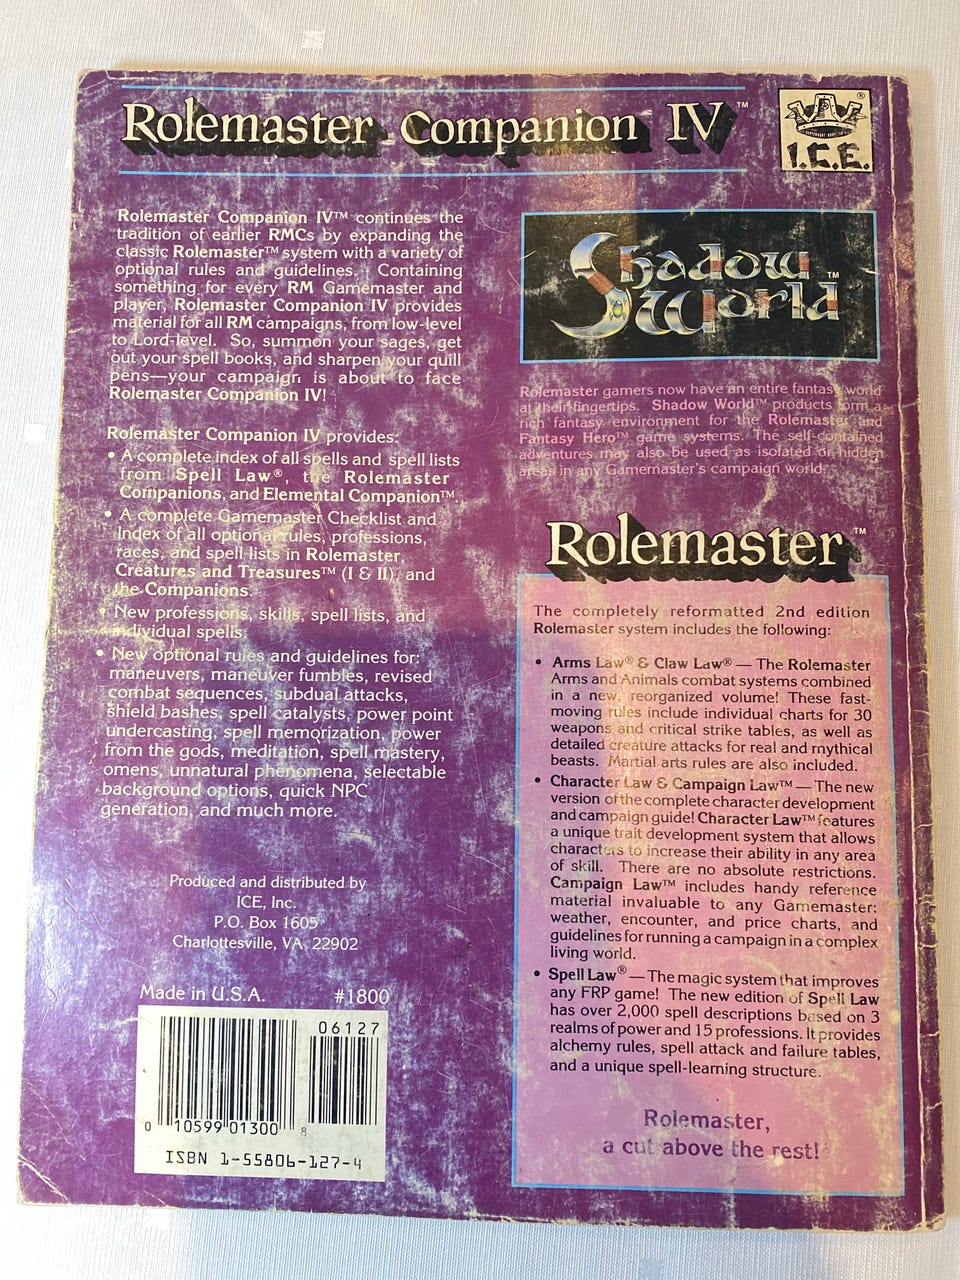 Rolemaster Companion IV™
I.C.E.®
Rolemaster Companion IV™ continues the
tradition of earlier RMCs by expanding the
classic Rolemaster™ system with a variety of
optional rules and guidelines. Containing
something for every RM Gamemaster and
player, Rolemaster Companion IV provides
material for all RM campaigns, from low-level
to Lord-level. So, summon your sages, get
out your spell books, and sharpen your quill
pens—your campaign is about to face
Rolemaster Companion IV!
Rolemaster Companion IV provides:
• A complete index of all spells and spell lists
from Spell Law®, the Rolemaster
Companions, and Elemental Companion™.
• A complete Gamemaster Checklist and
Index of all optional rules, professions,
races, and spell lists in Rolemaster,
Creatures and Treasures™ (I & II), and
the Companions.
• New professions, skills, spell lists, and
individual spells.
• New optional rules and guidelines for:
maneuvers, maneuver fumbles, revised
combat sequences, subdual attacks,
shield bashes, spell catalysts, power point
undercasting, spell memorization, power
from the gods, meditation, spell mastery,
omens, unnatural phenomena, selectable
background options, quick NPC
generation, and much more.
Produced and distributed by
ICE, Inc.
P.O. Box 1605
Charlottesville, VA 22902
Made in U.S.A. #1800
06127
0 10599 01300 8
ISBN 1-55806-127-4
Shadow
World™
Rolemaster gamers now have an entire fantasy world
at their fingertips. Shadow World™ products form a
rich fantasy environment for the Rolemaster and
Fantasy Hero™ game systems. The self-contained
adventures may also be used as isolated or hidden
areas in any Gamemaster's campaign world.
Rolemaster™
The completely reformatted 2nd edition
Rolemaster system includes the following:
• Arms Law® & Claw Law® — The Rolemaster
Arms and Animals combat systems combined
in a new, reorganized volume! These fast-
moving rules include individual charts for 30
weapons and critical strike tables, as well as
detailed creature attacks for real and mythical
beasts. Martial arts rules are also included.
• Character Law & Campaign Law™ — The new
version of the complete character development
and campaign guide! Character Law™ features
a unique trait development system that allows
characters to increase their ability in any area
of skill. There are no absolute restrictions.
Campaign Law™ includes handy reference
material invaluable to any Gamemaster:
weather, encounter, and price charts, and
guidelines for running a campaign in a complex
living world.
• Spell Law® — The magic system that improves
any FRP game! The new edition of Spell Law
has over 2,000 spell descriptions based on 3
realms of power and 15 professions. It provides
alchemy rules, spell attack and failure tables,
and a unique spell-learning structure.
Rolemaster,
a cut above the rest!